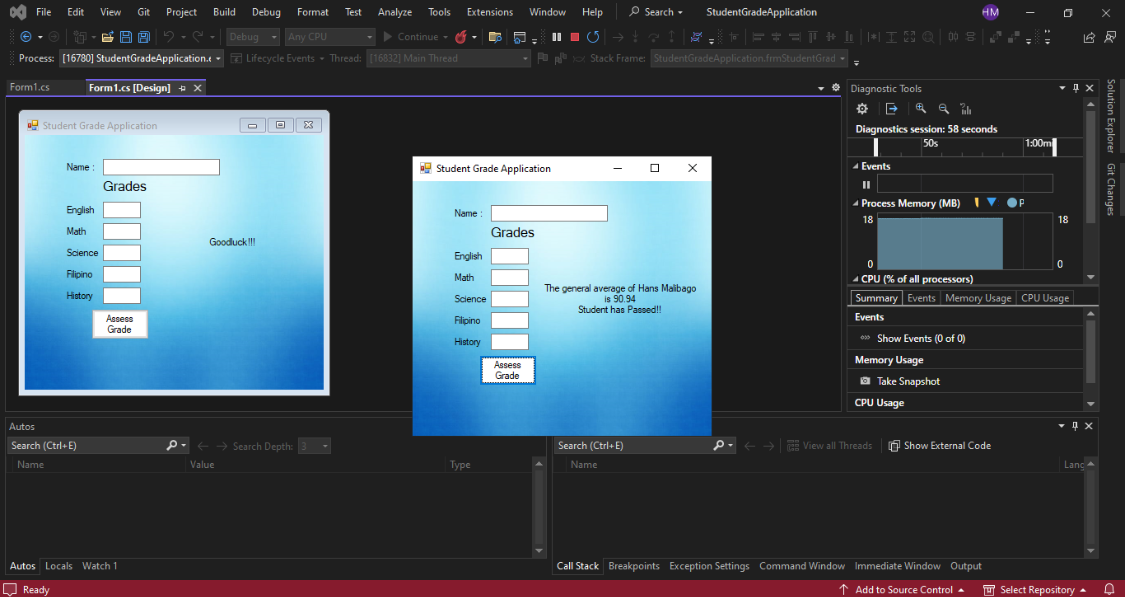 File Edit View Git Project Build Debug Format Test Analyze Tools Extensions Window Help Search StudentGradeApplication HM
Debug Any CPU Continue
Process: [16780] StudentGradeApplication.e Lifecycle Events Thread: [16832] Main Thread Stack Frame: StudentGradeApplication.frmStudentGrad
Form1.cs Form1.cs [Design]
Student Grade Application
Name :
Grades
English
Math
Science
Filipino
History
Assess
Grade
Goodluck!!!
Student Grade Application
Name :
Grades
English
Math
Science
Filipino
History
Assess
Grade
The general average of Hans Malibago
is 90.94
Student has Passed!!
Diagnostic Tools
Diagnostics session: 58 seconds
50s 1:00m
Events
Process Memory (MB) P
18 18
0 0
CPU (% of all processors)
Summary Events Memory Usage CPU Usage
Events
Show Events (0 of 0)
Memory Usage
Take Snapshot
CPU Usage
Solution Explorer
Git Changes
Autos
Search (Ctrl+E) Search Depth: 3
Name Value Type
Autos Locals Watch 1
Search (Ctrl+E) View all Threads Show External Code
Name Lang
Call Stack Breakpoints Exception Settings Command Window Immediate Window Output
Ready Add to Source Control Select Repository